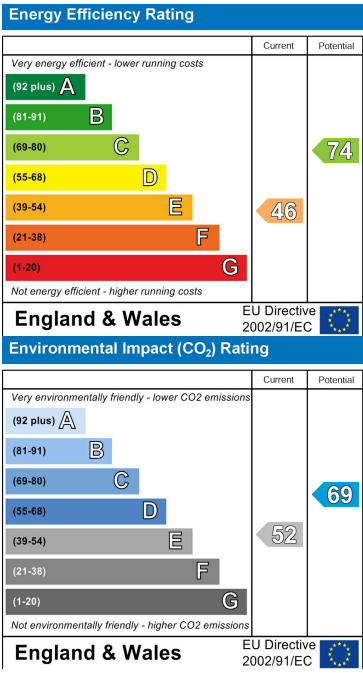 Energy Efficiency Rating
Current Potential
Very energy efficient - lower running costs
(92 plus) A
(81-91) B
(69-80) C
74
(55-68) D
(39-54) E
46
(21-38) F
(1-20) G
Not energy efficient - higher running costs
England & Wales
EU Directive
2002/91/EC
Environmental Impact (CO₂) Rating
Current Potential
Very environmentally friendly - lower CO2 emissions
(92 plus) A
(81-91) B
(69-80) C
69
(55-68) D
(39-54) E
52
(21-38) F
(1-20) G
Not environmentally friendly - higher CO2 emissions
England & Wales
EU Directive
2002/91/EC